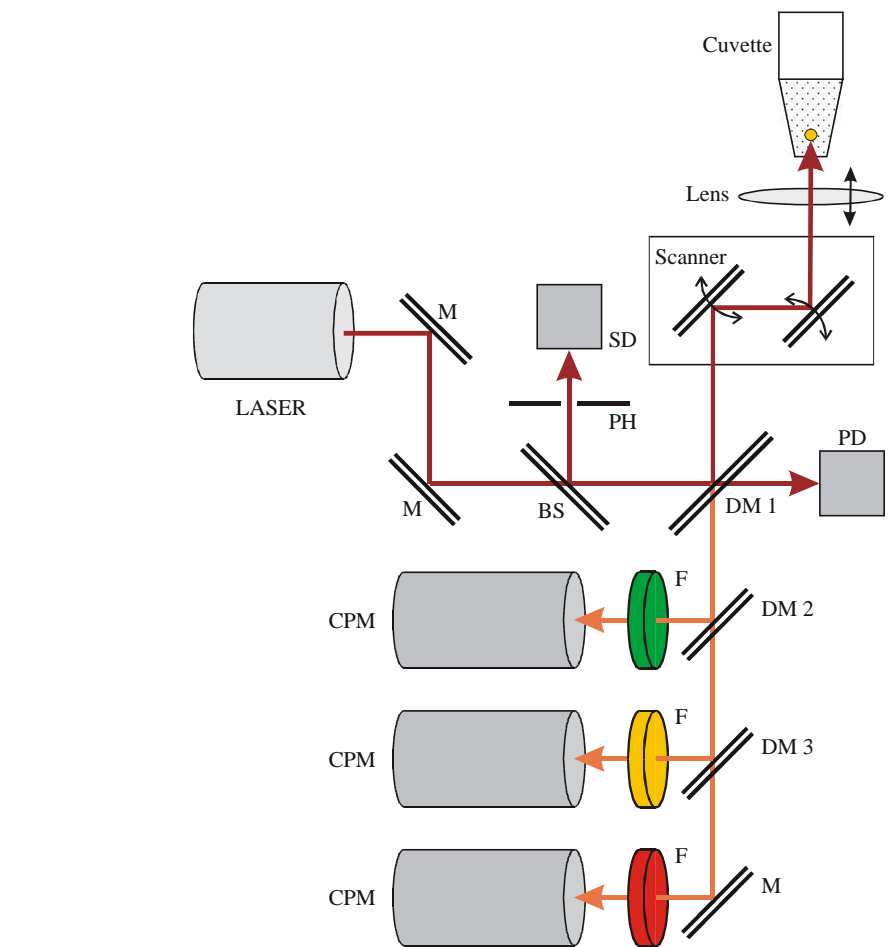 Cuvette
Lens
Scanner
M
SD
LASER
PH
PD
M
BS
DM 1
F
CPM
DM 2
F
CPM
DM 3
F
CPM
M